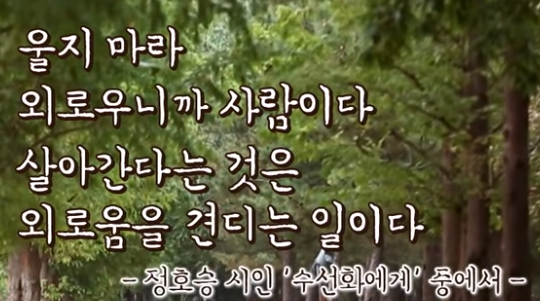 울지 마라
외로우니까 사람이다
살아간다는 것은
외로움을 견디는 일이다
- 정호승 시인 '수선화에게' 중에서 -